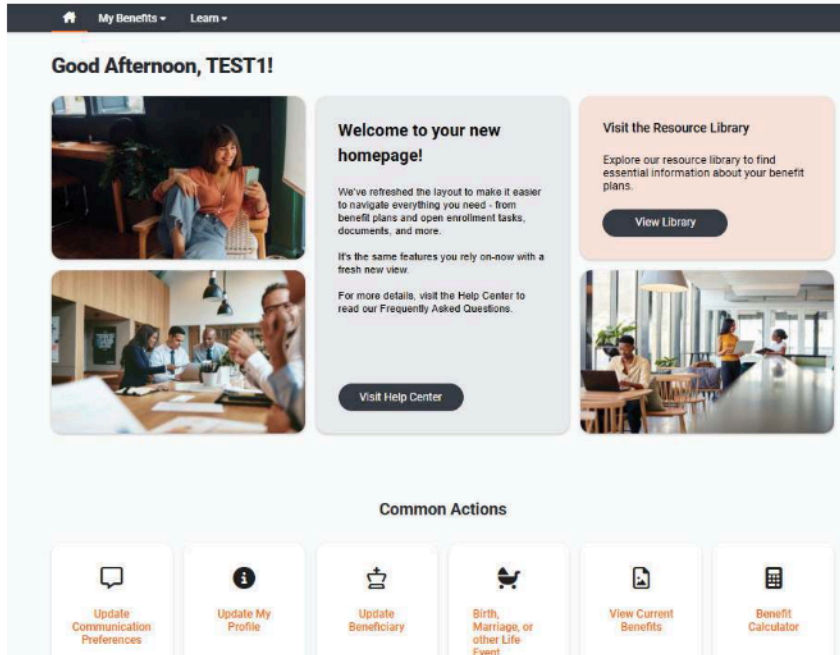 My Benefits
Learn
Good Afternoon, TEST1!
Welcome to your new
homepage!
We've refreshed the layout to make it easier
to navigate everything you need - from
benefit plans and open enrollment tasks,
documents, and more.
It's the same features you rely on-now with a
fresh new view.
For more details, visit the Help Center to
read our Frequently Asked Questions.
Visit Help Center
Visit the Resource Library
Explore our resource library to find
essential information about your benefit
plans.
View Library
Common Actions
Update
Communication
Preferences
Update My
Profile
Update
Beneficiary
Birth,
Marriage, or
other Life
Event
View Current
Benefits
Benefit
Calculator